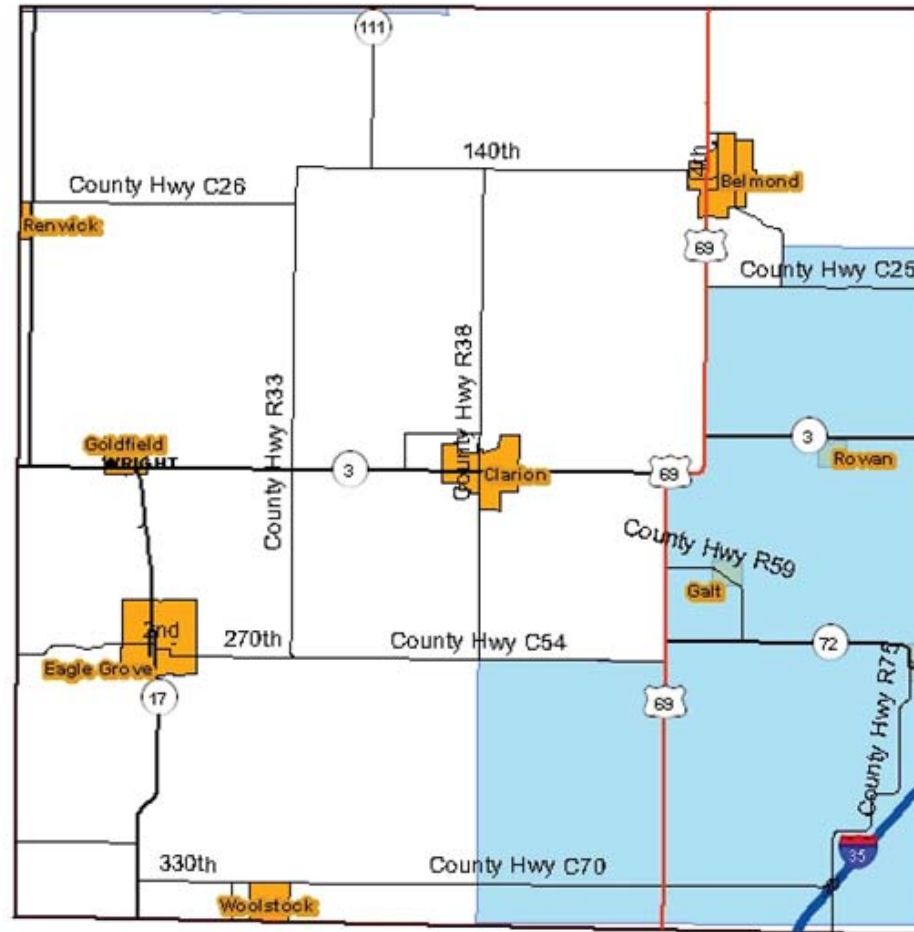 111
140th
4th
Belmond
County Hwy C26
Renwick
69
County Hwy C25
County Hwy R33
County Hwy R38
Goldfield
WRIGHT
3
Clarion
69
3
Rowan
County Hwy R59
Galt
2nd
270th
County Hwy C54
72
Eagle Grove
17
69
County Hwy R75
35
330th
County Hwy C70
Woolstock